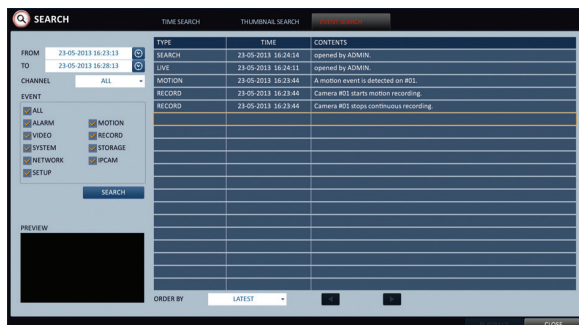 SEARCH
TIME SEARCH
THUMBNAIL SEARCH
EVENT SEARCH
FROM 23-05-2013 16:23:13
TO 23-05-2013 16:28:13
CHANNEL ALL
EVENT
ALL
ALARM MOTION
VIDEO RECORD
SYSTEM STORAGE
NETWORK IPCAM
SETUP
SEARCH
PREVIEW
TYPE TIME CONTENTS
SEARCH 23-05-2013 16:24:14 opened by ADMIN.
LIVE 23-05-2013 16:24:11 opened by ADMIN.
MOTION 23-05-2013 16:23:44 A motion event is detected on #01.
RECORD 23-05-2013 16:23:44 Camera #01 starts motion recording.
RECORD 23-05-2013 16:23:44 Camera #01 stops continuous recording.
ORDER BY LATEST
CLOSE